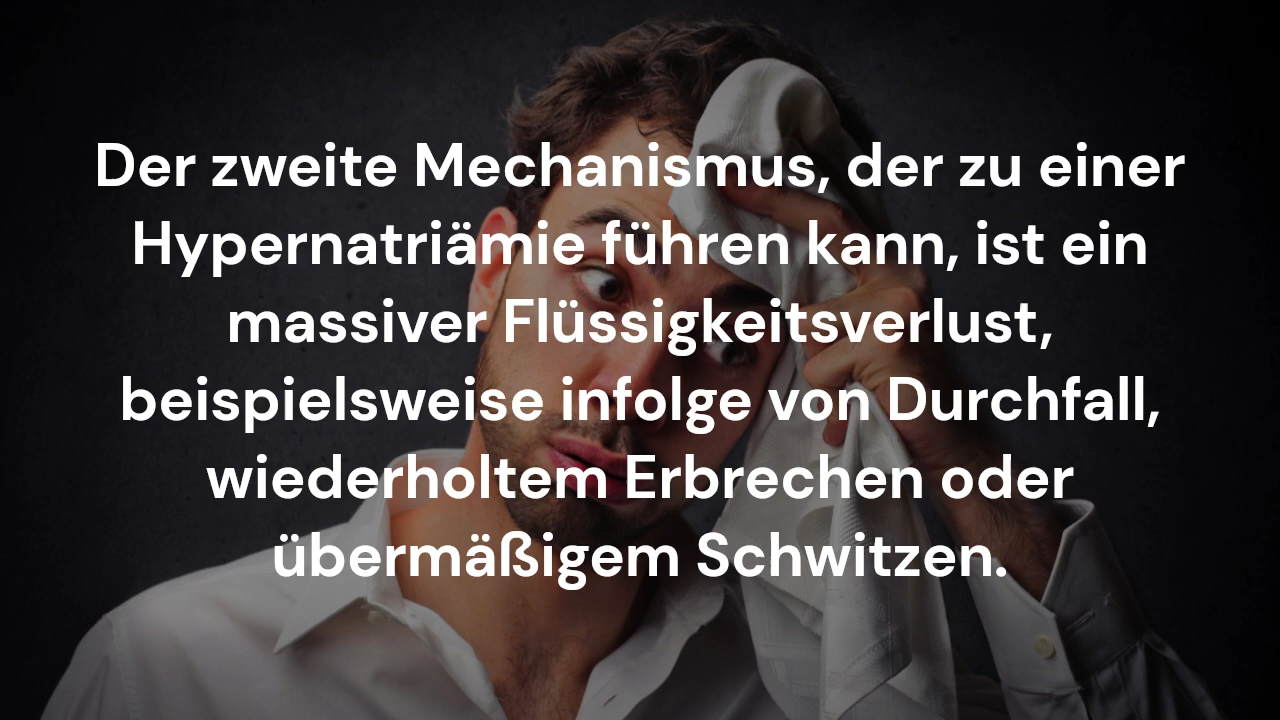 Der zweite Mechanismus, der zu einer
Hypernatriämie führen kann, ist ein
massiver Flüssigkeitsverlust,
beispielsweise infolge von Durchfall,
wiederholtem Erbrechen oder
übermäßigem Schwitzen.